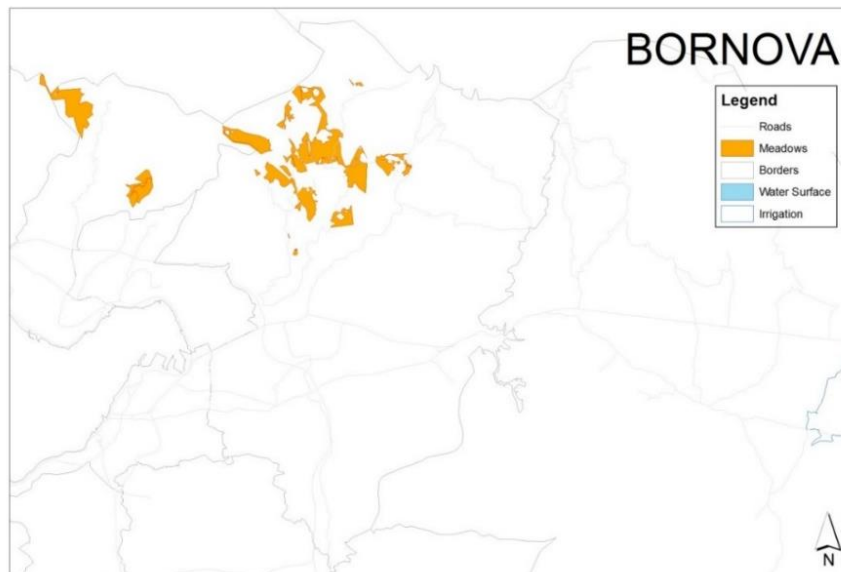 BORNOVA
Legend
Roads
Meadows
Borders
Water Surface
Irrigation
N